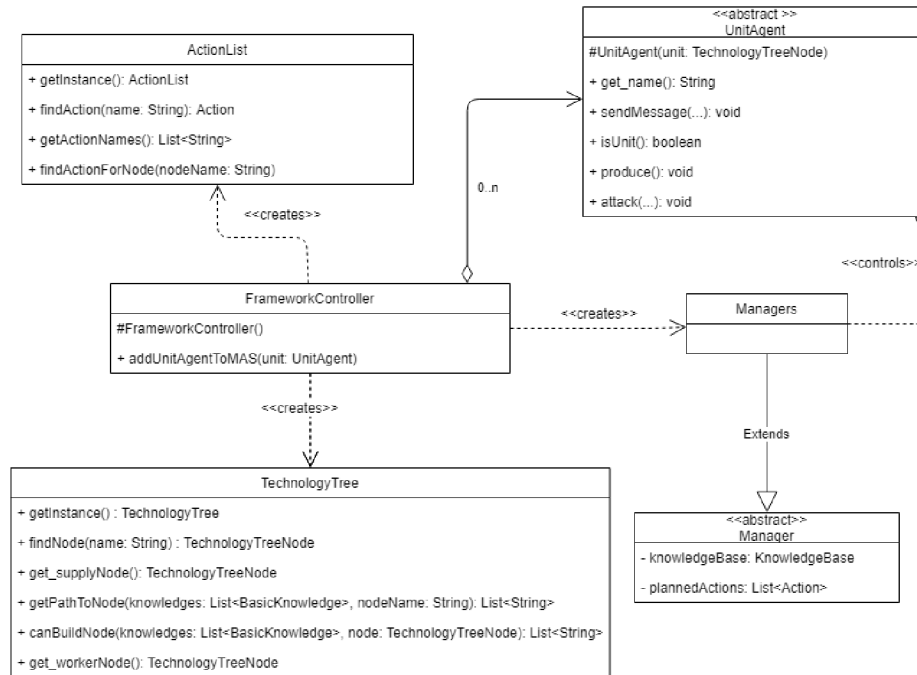 <<abstract >>
UnitAgent
#UnitAgent(unit: TechnologyTreeNode)
+ get_name(): String
+ sendMessage(...): void
+ isUnit(): boolean
+ produce(): void
+ attack(...): void
ActionList
+ getInstance(): ActionList
+ findAction(name: String): Action
+ getActionNames(): List<String>
+ findActionForNode(nodeName: String)
0..n
<<creates>>
<<controls>>
FrameworkController
#FrameworkController()
+ addUnitAgentToMAS(unit: UnitAgent)
<<creates>>
Managers
<<creates>>
Extends
TechnologyTree
+ getInstance() : TechnologyTree
+ findNode(name: String) : TechnologyTreeNode
+ get_supplyNode(): TechnologyTreeNode
+ getPathToNode(knowledges: List<BasicKnowledge>, nodeName: String): List<String>
+ canBuildNode(knowledges: List<BasicKnowledge>, node: TechnologyTreeNode): List<String>
+ get_workerNode(): TechnologyTreeNode
<<abstract>>
Manager
- knowledgeBase: KnowledgeBase
- plannedActions: List<Action>